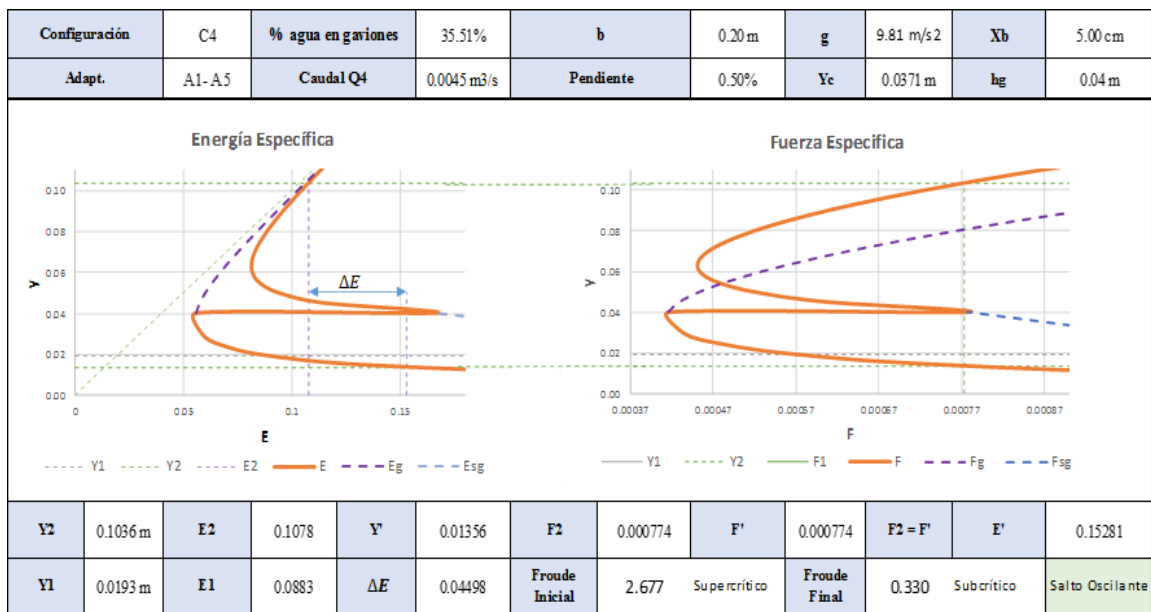 Configuración C4 % agua en gaviones 35.51% b 0.20 m g 9.81 m/s2 Xb 5.00 cm
Adapt. A1- A5 Caudal Q4 0.0045 m3/s Pendiente 0.50% Yc 0.0371 m hg 0.04 m
Energía Específica
y
0.10
0.08
0.06
0.04
0.02
0.00
ΔE
0 0.05 0.1 0.15
E
Y1 Y2 E2 E Eg Esg
Fuerza Especifica
y
0.10
0.08
0.06
0.04
0.02
0.00
0.00037 0.00047 0.00057 0.00067 0.00077 0.00087
F
Y1 Y2 F1 F Fg Fsg
Y2 0.1036 m E2 0.1078 Y' 0.01356 F2 0.000774 F' 0.000774 F2 = F' E' 0.15281
Y1 0.0193 m E1 0.0883 ΔE 0.04498 Froude Inicial 2.677 Supercrítico Froude Final 0.330 Subcrítico Salto Oscilante